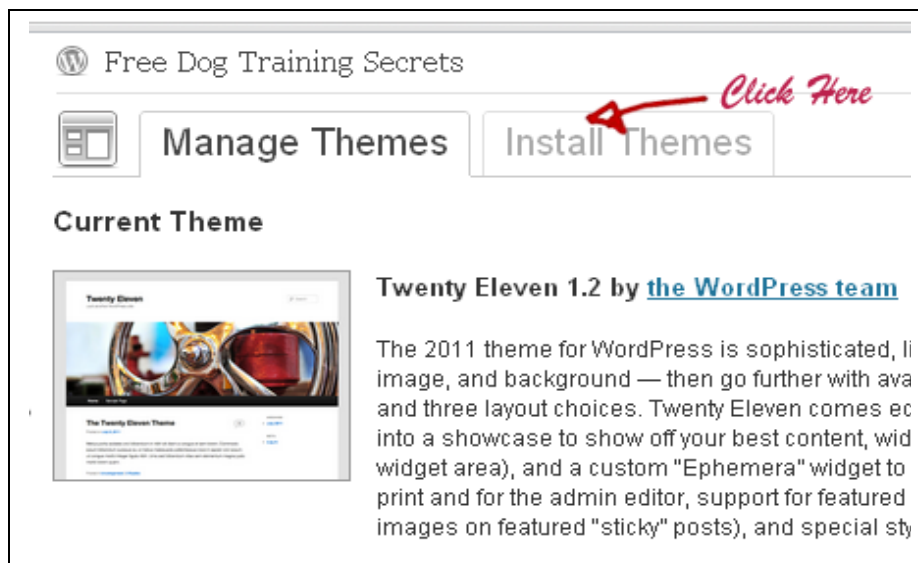 Free Dog Training Secrets
Click Here
Manage Themes
Install Themes
Current Theme
Twenty Eleven
Twenty Eleven 1.2 by the WordPress team
The 2011 theme for WordPress is sophisticated, li
image, and background — then go further with ava
and three layout choices. Twenty Eleven comes eq
into a showcase to show off your best content, wid
widget area), and a custom "Ephemera" widget to
print and for the admin editor, support for featured
images on featured "sticky" posts), and special sty
The Twenty Eleven Theme